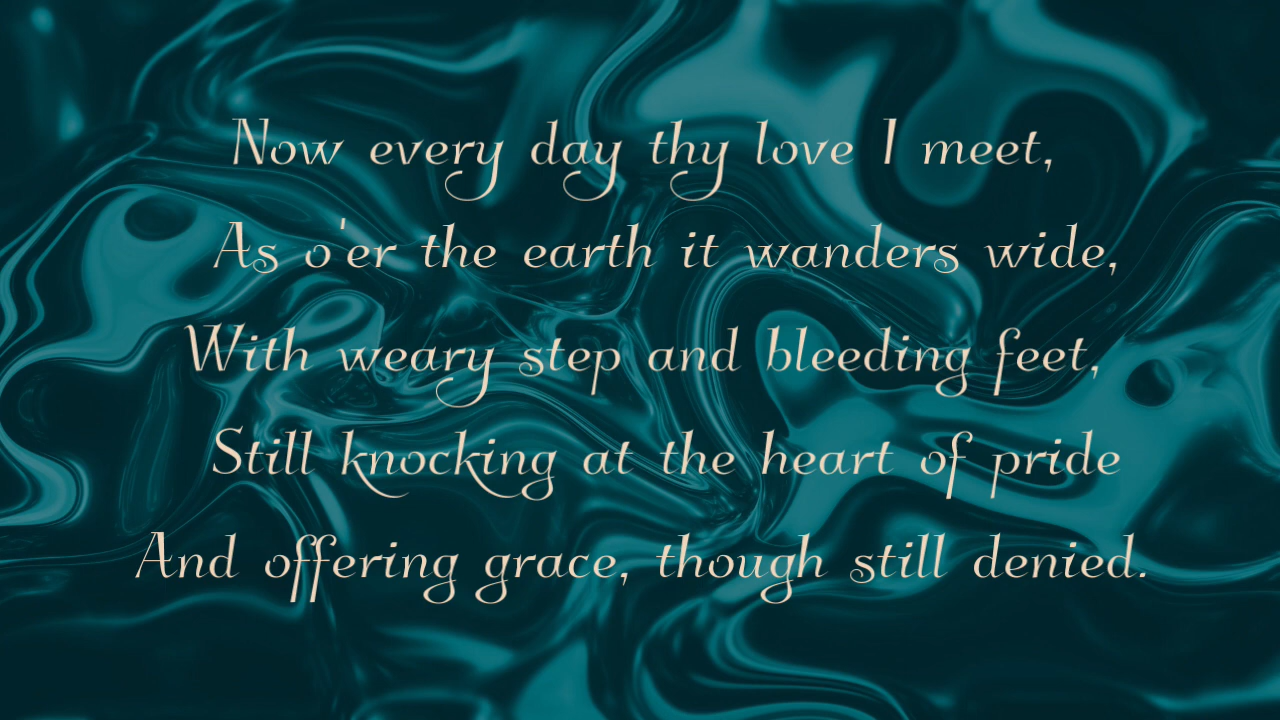 Now every day thy love I meet,
As o'er the earth it wanders wide,
With weary step and bleeding feet,
Still knocking at the heart of pride
And offering grace, though still denied.